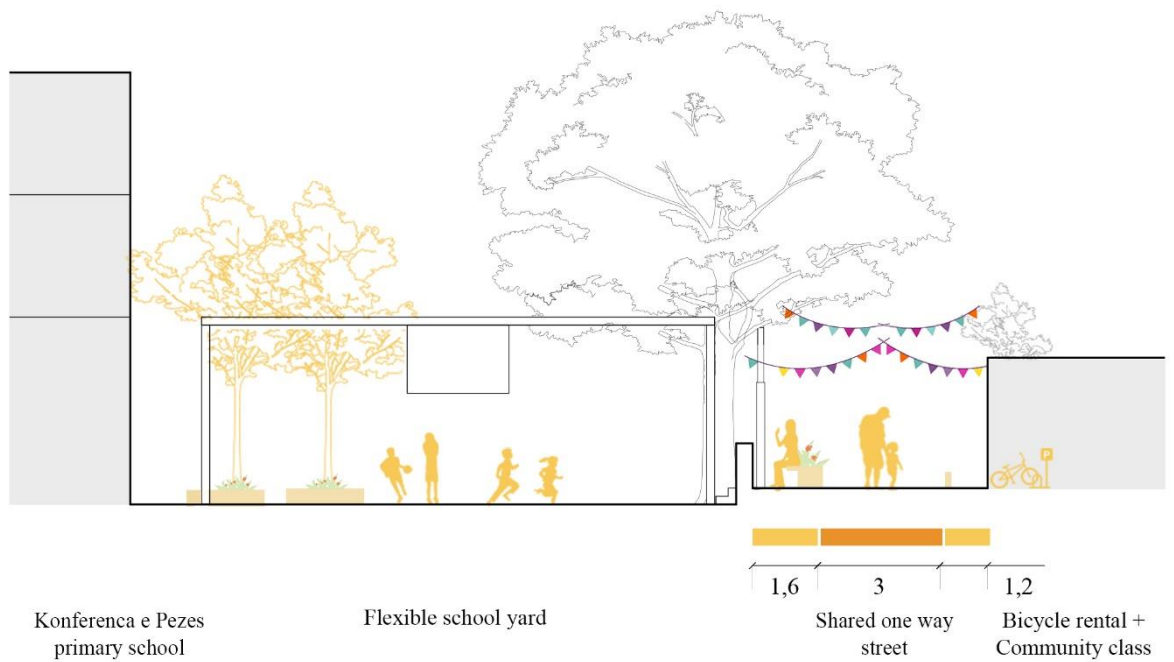 P
1,6
3
1,2
Konferenca e Pezes
primary school
Flexible school yard
Shared one way
street
Bicycle rental +
Community class